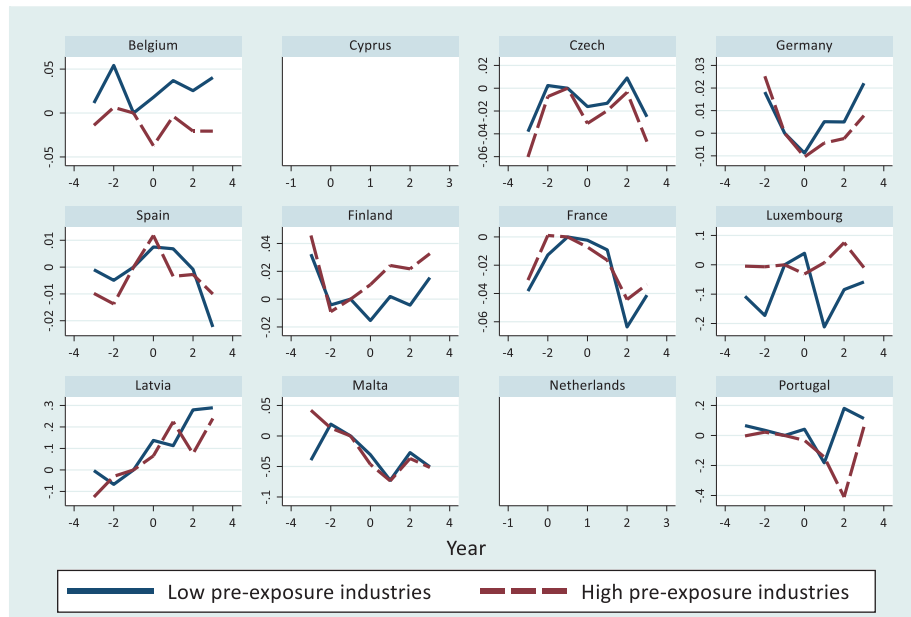 Belgium Cyprus Czech Germany
.05 0 -.05
.02 0 -.02 -.04 -.06
.03 .02 .01 0 -.01
-4 -2 0 2 4 -1 0 1 2 3 -4 -2 0 2 4 -4 -2 0 2 4
Spain Finland France Luxembourg
.01 0 -.01 -.02
.04 .02 0 -.02
0 -.02 -.04 -.06
.1 0 -.1 -.2
-4 -2 0 2 4 -4 -2 0 2 4 -4 -2 0 2 4 -4 -2 0 2 4
Latvia Malta Netherlands Portugal
.3 .2 .1 0 -.1
.05 0 -.05 -.1
.2 0 -.2 -.4
-4 -2 0 2 4 -4 -2 0 2 4 -1 0 1 2 3 -4 -2 0 2 4
Year
Low pre-exposure industries High pre-exposure industries